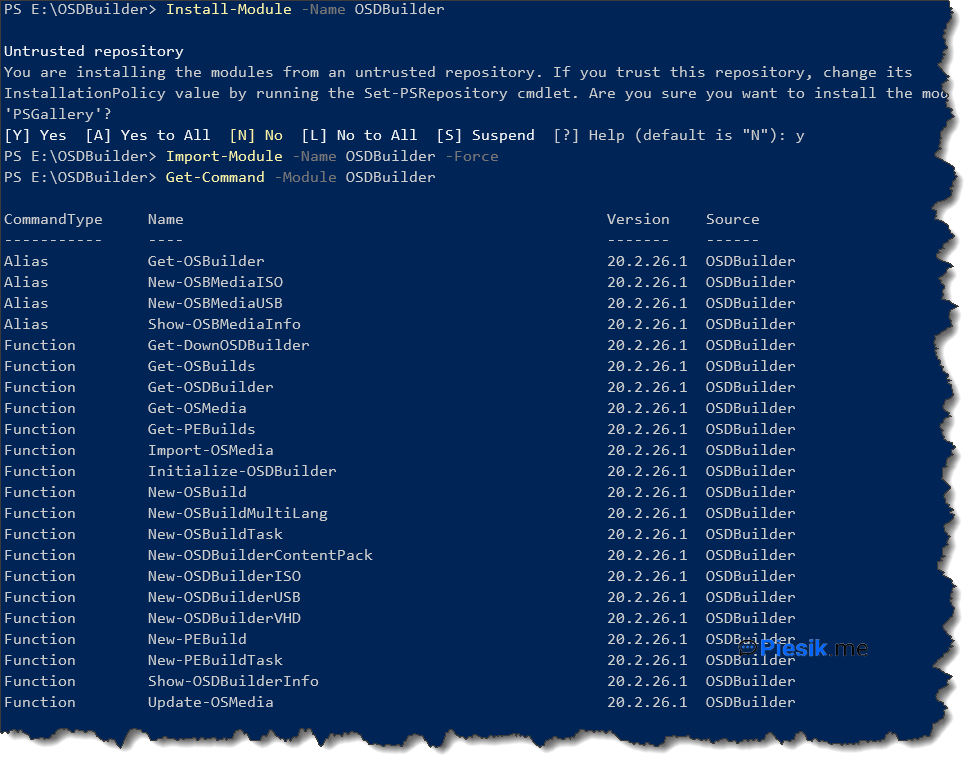 PS E:\OSDBuilder> Install-Module -Name OSDBuilder
Untrusted repository
You are installing the modules from an untrusted repository. If you trust this repository, change its
InstallationPolicy value by running the Set-PSRepository cmdlet. Are you sure you want to install the
'PSGallery'?
[Y] Yes  [A] Yes to All  [N] No  [L] No to All  [S] Suspend  [?] Help (default is "N"): y
PS E:\OSDBuilder> Import-Module -Name OSDBuilder -Force
PS E:\OSDBuilder> Get-Command -Module OSDBuilder
CommandType     Name                                               Version    Source
-----------     ----                                               -------    ------
Alias           Get-OSBuilder                                      20.2.26.1  OSDBuilder
Alias           New-OSBMediaISO                                    20.2.26.1  OSDBuilder
Alias           New-OSBMediaUSB                                    20.2.26.1  OSDBuilder
Alias           Show-OSBMediaInfo                                  20.2.26.1  OSDBuilder
Function        Get-DownOSDBuilder                                 20.2.26.1  OSDBuilder
Function        Get-OSBuilds                                       20.2.26.1  OSDBuilder
Function        Get-OSDBuilder                                     20.2.26.1  OSDBuilder
Function        Get-OSMedia                                        20.2.26.1  OSDBuilder
Function        Get-PEBuilds                                       20.2.26.1  OSDBuilder
Function        Import-OSMedia                                     20.2.26.1  OSDBuilder
Function        Initialize-OSDBuilder                              20.2.26.1  OSDBuilder
Function        New-OSBuild                                        20.2.26.1  OSDBuilder
Function        New-OSBuildMultiLang                               20.2.26.1  OSDBuilder
Function        New-OSBuildTask                                    20.2.26.1  OSDBuilder
Function        New-OSDBuilderContentPack                          20.2.26.1  OSDBuilder
Function        New-OSDBuilderISO                                  20.2.26.1  OSDBuilder
Function        New-OSDBuilderUSB                                  20.2.26.1  OSDBuilder
Function        New-OSDBuilderVHD                                  20.2.26.1  OSDBuilder
Function        New-PEBuild                                        20.2.26.1  OSDBuilder
Piesik.me
Function        New-PEBuildTask                                    20.2.26.1  OSDBuilder
Function        Show-OSDBuilderInfo                                20.2.26.1  OSDBuilder
Function        Update-OSMedia                                     20.2.26.1  OSDBuilder